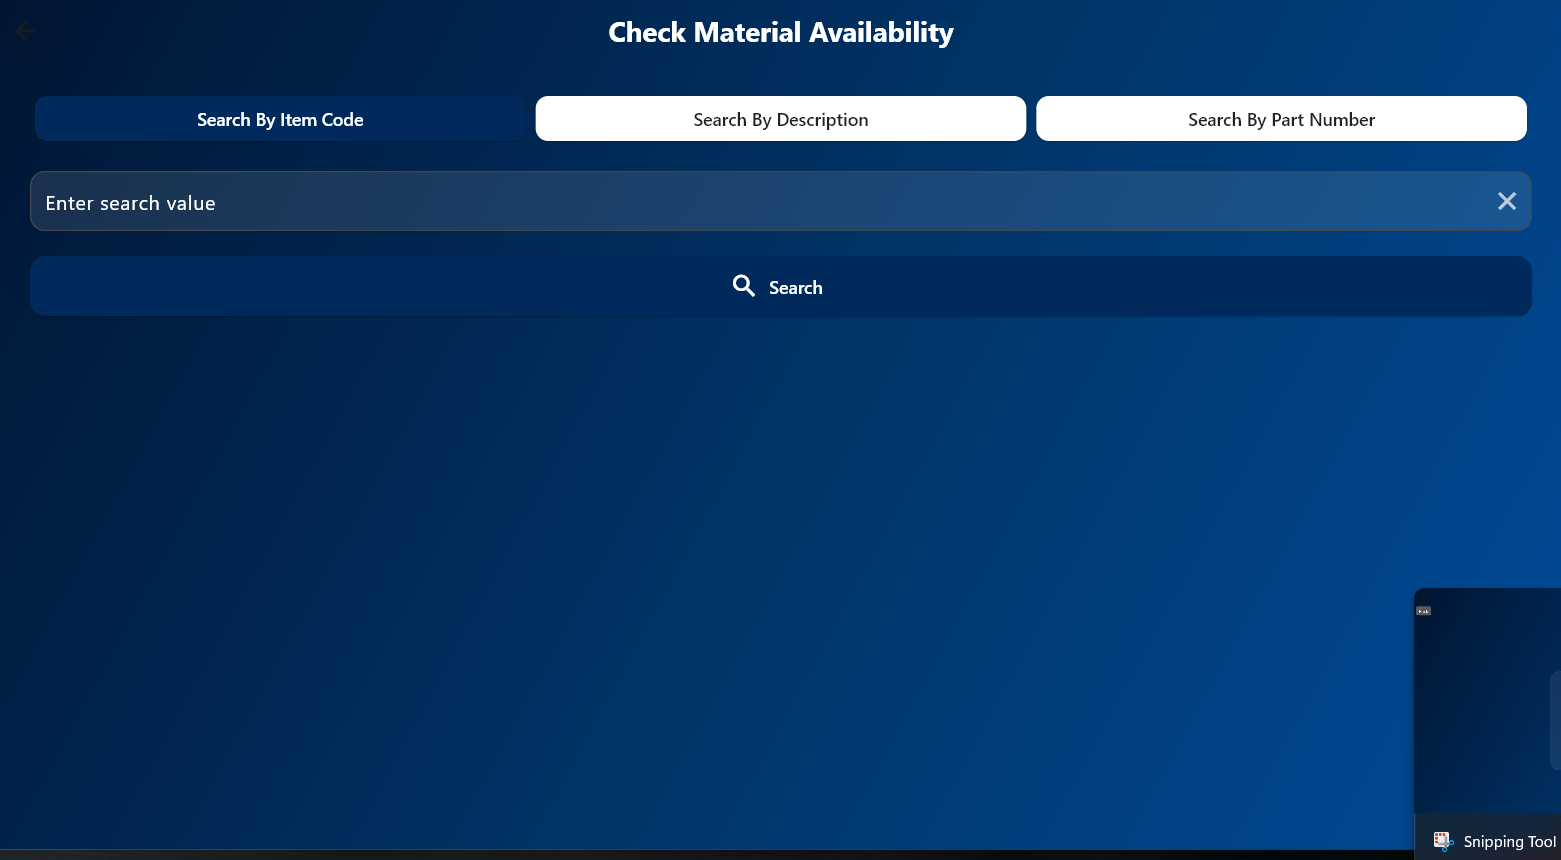 Check Material Availability
Search By Item Code
Search By Description
Search By Part Number
Enter search value
Search
Snipping Tool